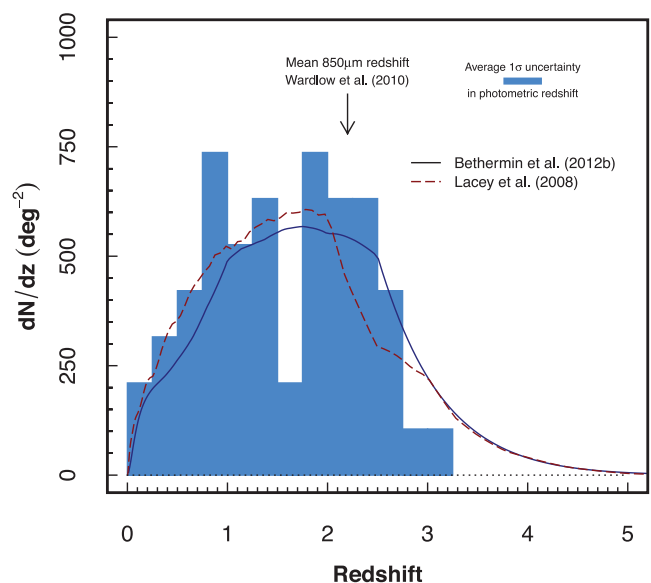 1000
750
500
250
0
dN/dz (deg−2)
Mean 850μm redshift
Wardlow et al. (2010)
Average 1σ uncertainty
in photometric redshift
Bethermin et al. (2012b)
Lacey et al. (2008)
0 1 2 3 4 5
Redshift